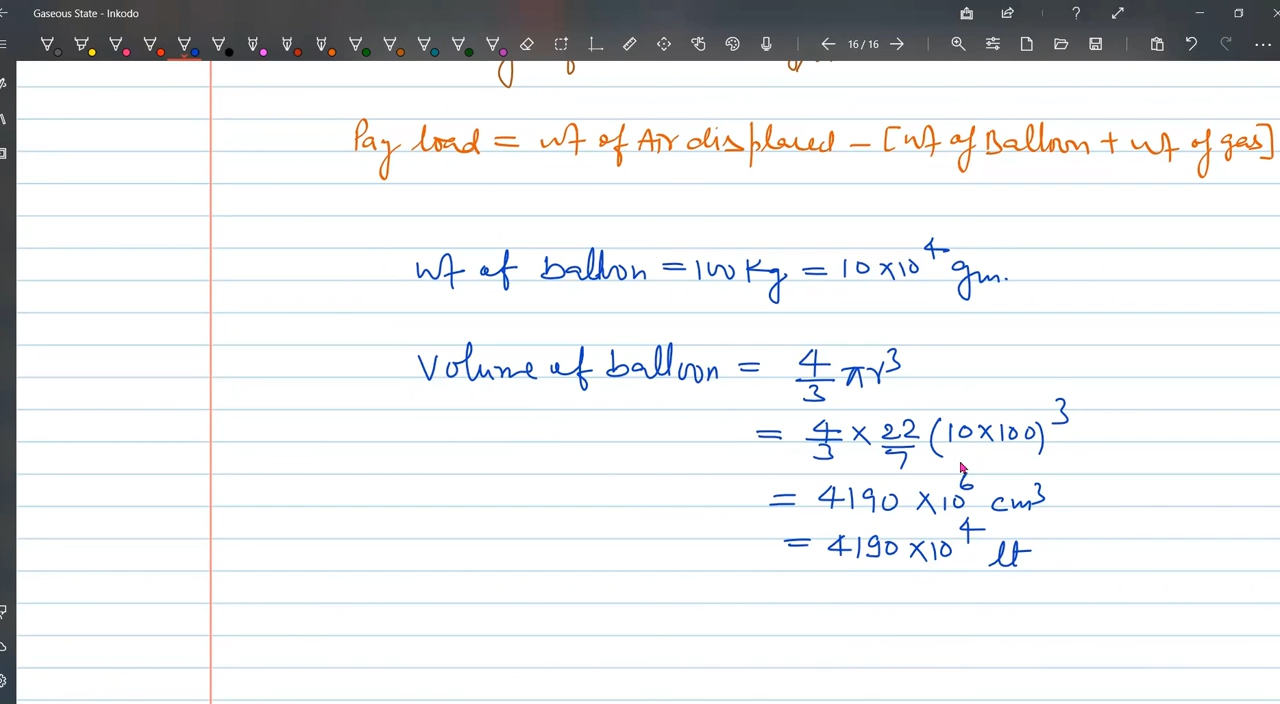 Gaseous State - Inkodo
16/16
Pay load = wt of Air displaced - [wt of Balloon + wt of gas]
wt of balloon = 100 Kg = 10 × 10⁴ gm.
Volume of balloon = 4/3 πr³
= 4/3 × 22/7 (10×100)³
= 4190 × 10⁶ cm³
= 4190 × 10⁴ lt